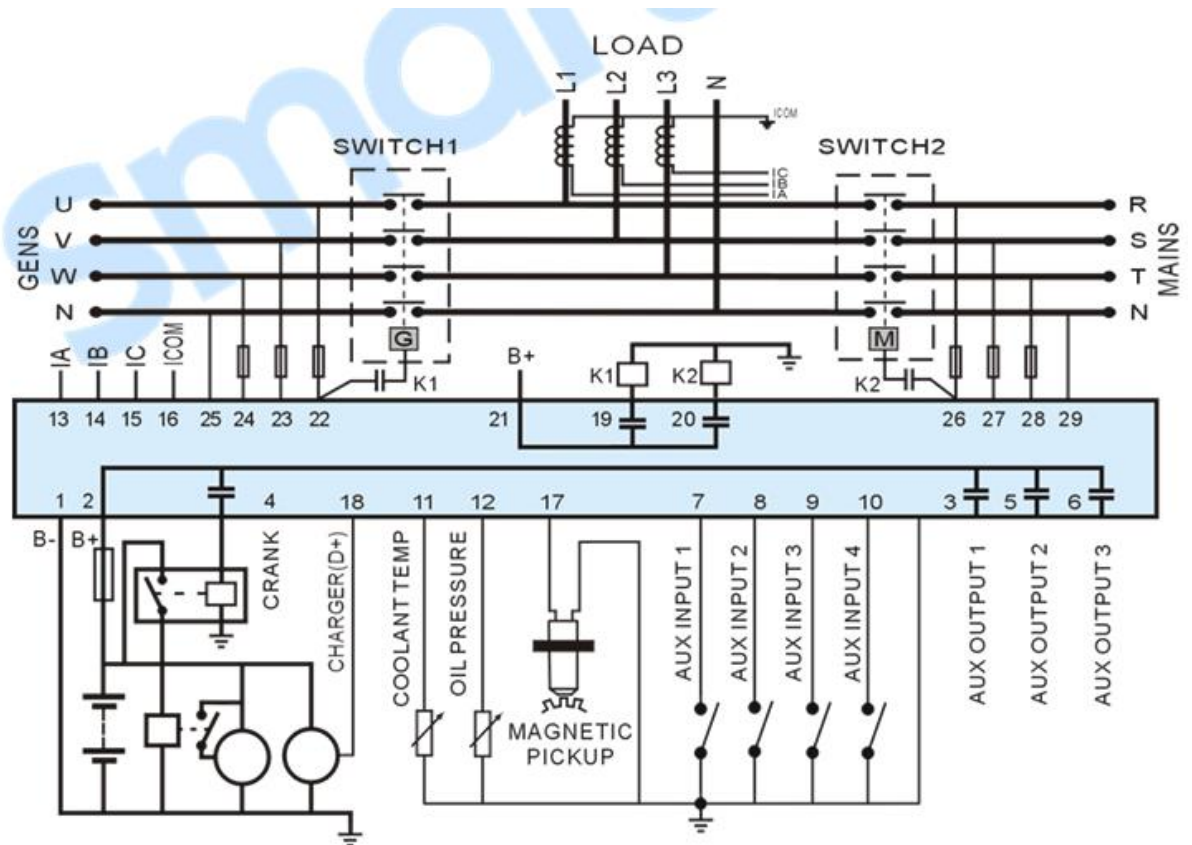 smar
LOAD
L1 L2 L3 N
ICOM
SWITCH1
SWITCH2
IC
IB
IA
GENS
U
V
W
N
R
S
T
N
MAINS
G
M
IA IB IC ICOM
K1
B+
K1
K2
K2
13 14 15 16 25 24 23 22 21 19 20 26 27 28 29
1 2 4 18 11 12 17 7 8 9 10 3 5 6
B- B+
CRANK
CHARGER(D+)
COOLANT TEMP
OIL PRESSURE
MAGNETIC
PICKUP
AUX INPUT 1
AUX INPUT 2
AUX INPUT 3
AUX INPUT 4
AUX OUTPUT 1
AUX OUTPUT 2
AUX OUTPUT 3